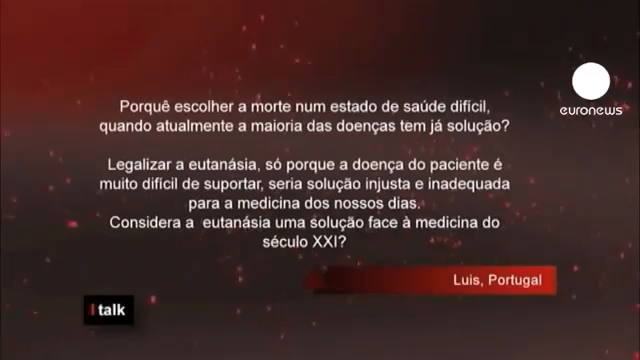 euronews
Porquê escolher a morte num estado de saúde difícil,
quando atualmente a maioria das doenças tem já solução?
Legalizar a eutanásia, só porque a doença do paciente é
muito difícil de suportar, seria solução injusta e inadequada
para a medicina dos nossos dias.
Considera a eutanásia uma solução face à medicina do
século XXI?
Luis, Portugal
I talk